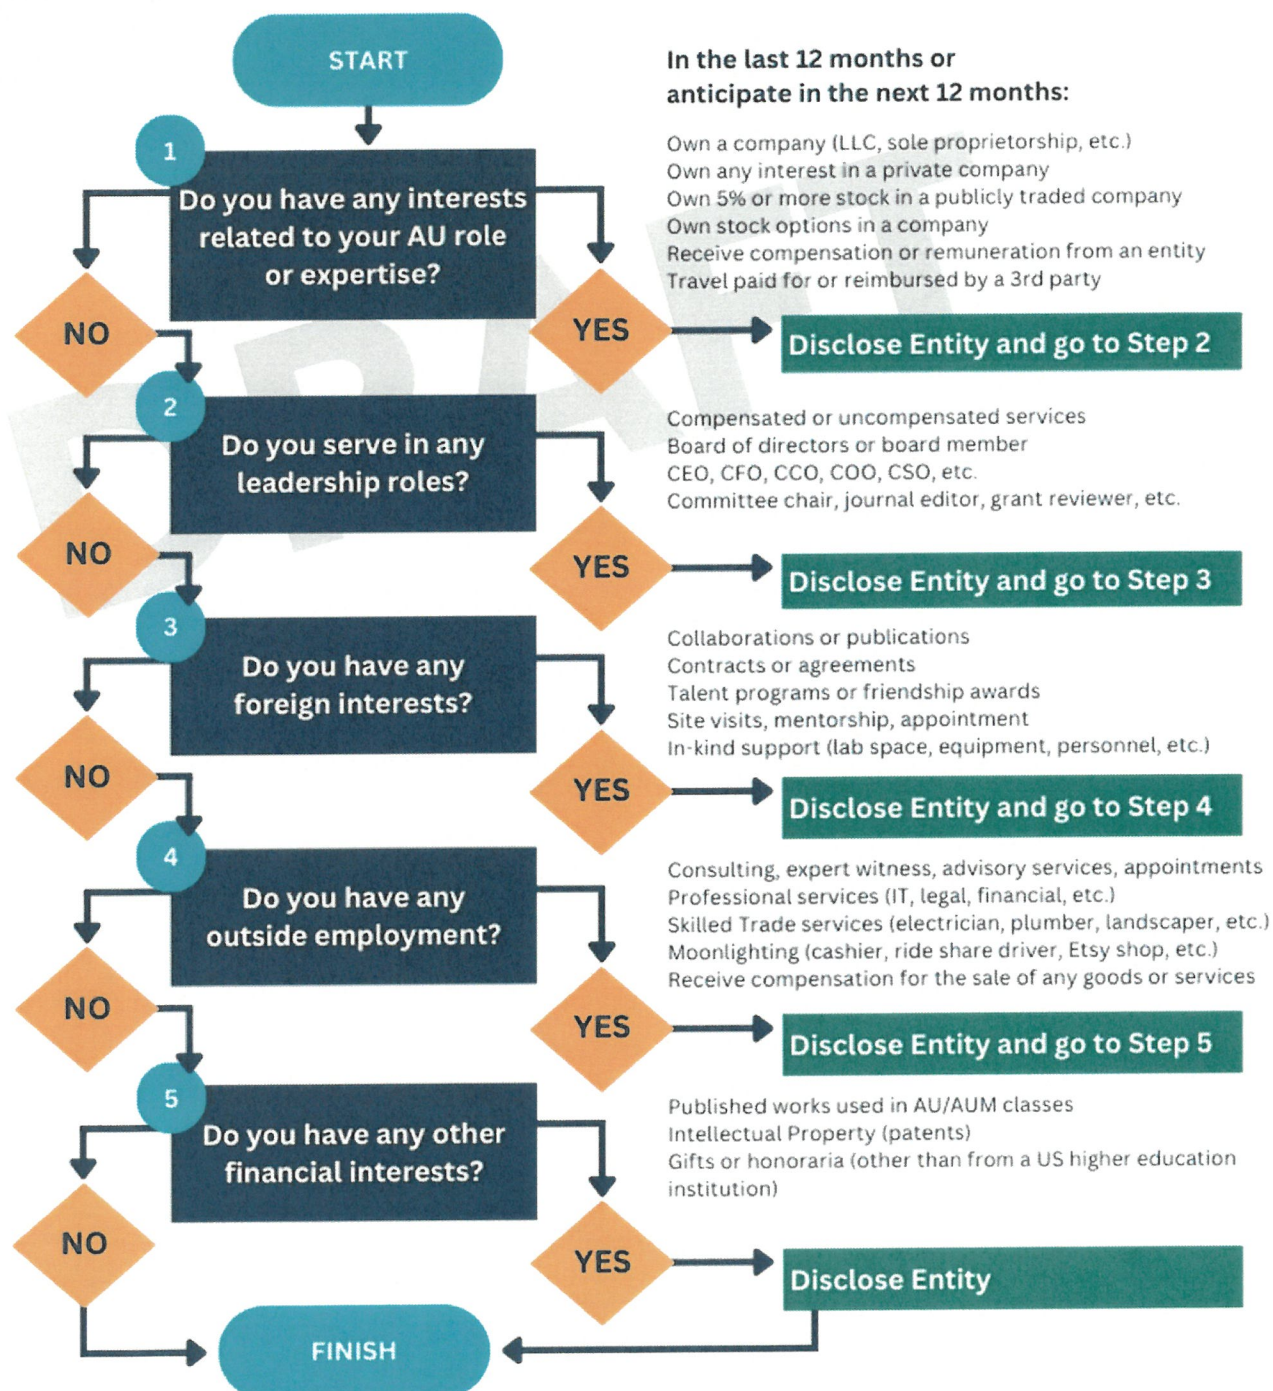 START
In the last 12 months or
anticipate in the next 12 months:
1
Do you have any interests
related to your AU role
or expertise?
Own a company (LLC, sole proprietorship, etc.)
Own any interest in a private company
Own 5% or more stock in a publicly traded company
Own stock options in a company
Receive compensation or remuneration from an entity
Travel paid for or reimbursed by a 3rd party
NO
YES
Disclose Entity and go to Step 2
DRAFT
2
Do you serve in any
leadership roles?
Compensated or uncompensated services
Board of directors or board member
CEO, CFO, CCO, COO, CSO, etc.
Committee chair, journal editor, grant reviewer, etc.
NO
YES
Disclose Entity and go to Step 3
3
Do you have any
foreign interests?
Collaborations or publications
Contracts or agreements
Talent programs or friendship awards
Site visits, mentorship, appointment
In-kind support (lab space, equipment, personnel, etc.)
NO
YES
Disclose Entity and go to Step 4
4
Do you have any
outside employment?
Consulting, expert witness, advisory services, appointments
Professional services (IT, legal, financial, etc.)
Skilled Trade services (electrician, plumber, landscaper, etc.)
Moonlighting (cashier, ride share driver, Etsy shop, etc.)
Receive compensation for the sale of any goods or services
NO
YES
Disclose Entity and go to Step 5
5
Do you have any other
financial interests?
Published works used in AU/AUM classes
Intellectual Property (patents)
Gifts or honoraria (other than from a US higher education
institution)
NO
YES
Disclose Entity
FINISH